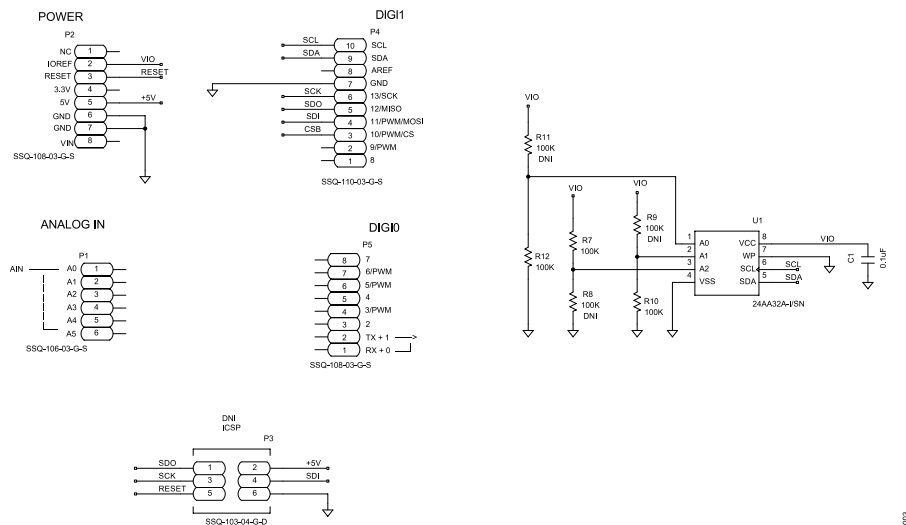 POWER
P2
NC 1
IOREF 2 VIO
RESET 3 RESET
3.3V 4
5V 5 +5V
GND 6
GND 7
VIN 8
SSQ-108-03-G-S
DIGI1
P4
SCL 10 SCL
SDA 9 SDA
8 AREF
7 GND
SCK 6 13/SCK
SDO 5 12/MISO
SDI 4 11/PWM/MOSI
CSB 3 10/PWM/CS
2 9/PWM
1 8
SSQ-110-03-G-S
ANALOG IN
P1
AIN A0 1
A1 2
A2 3
A3 4
A4 5
A5 6
SSQ-106-03-G-S
DIGI0
P5
8 7
7 6/PWM
6 5/PWM
5 4
4 3/PWM
3 2
2 TX + 1 >
1 RX + 0
SSQ-108-03-G-S
DNI
ICSP
P3
SDO 1 2 +5V
SCK 3 4 SDI
RESET 5 6
SSQ-103-04-G-D
VIO
R11
100K
DNI
R12
100K
VIO
R7
100K
R8
100K
DNI
VIO
R9
100K
DNI
R10
100K
U1
1 A0 VCC 8 VIO
2 A1 WP 7
3 A2 SCL 6 SCL
4 VSS SDA 5 SDA
24AA32A-I/SN
C1
0.1uF
003